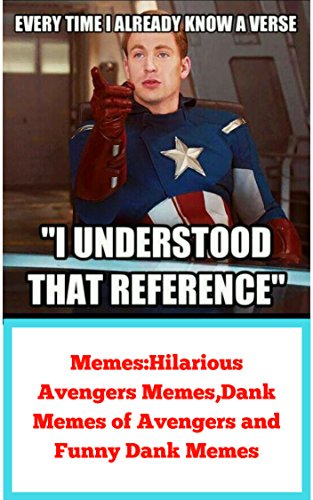 EVERY TIME I ALREADY KNOW A VERSE
"I UNDERSTOOD
THAT REFERENCE"
Memes:Hilarious
Avengers Memes,Dank
Memes of Avengers and
Funny Dank Memes